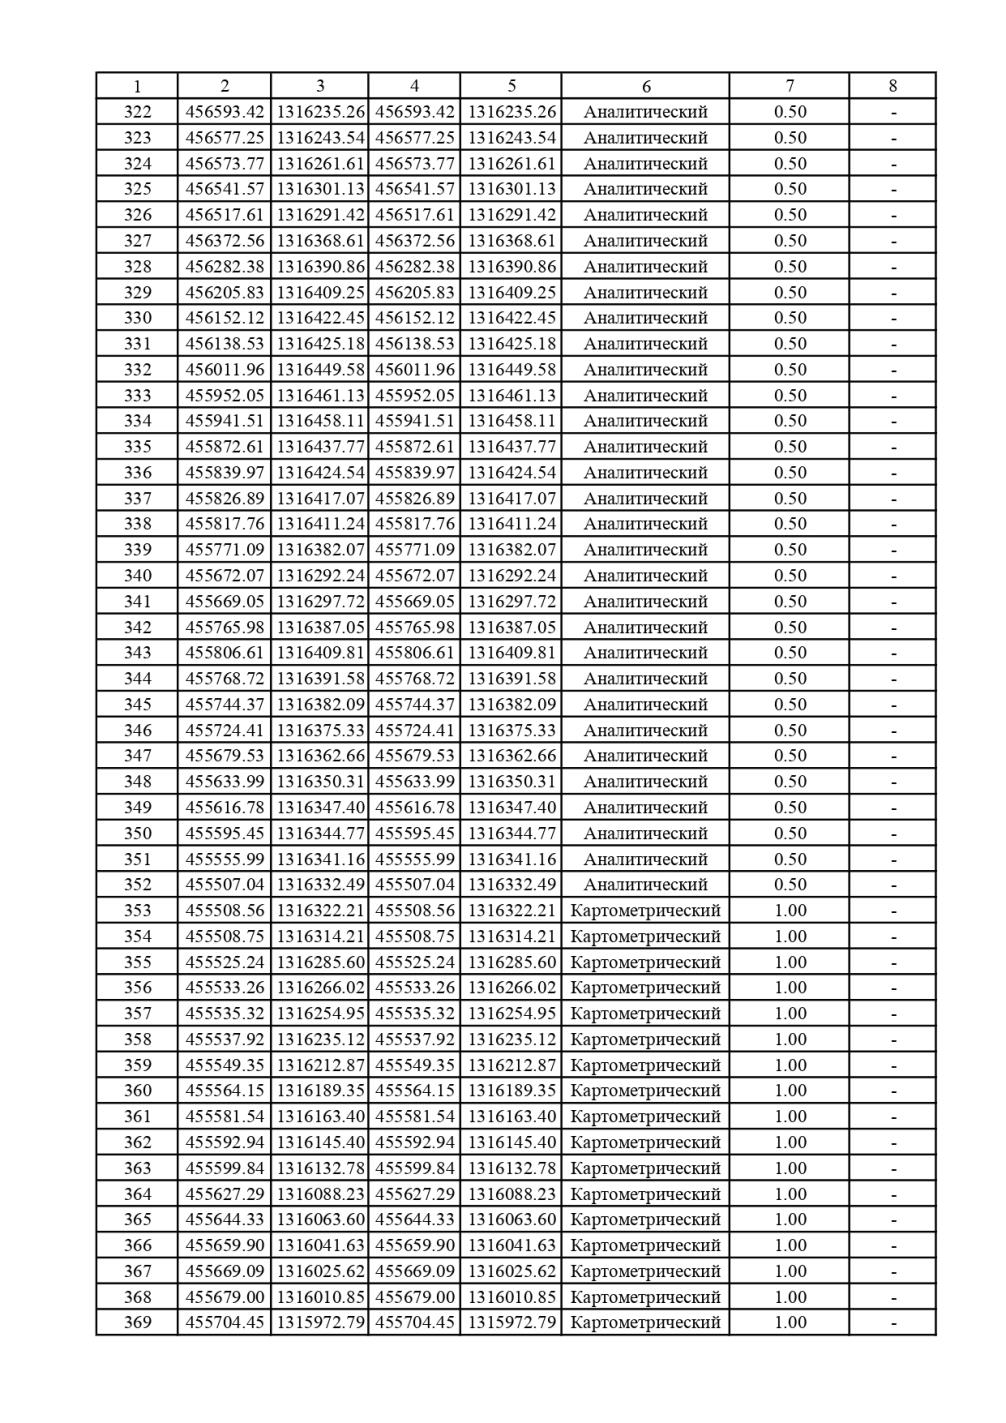 1 2 3 4 5 6 7 8
322 456593.42 1316235.26 456593.42 1316235.26 Аналитический 0.50 -
323 456577.25 1316243.54 456577.25 1316243.54 Аналитический 0.50 -
324 456573.77 1316261.61 456573.77 1316261.61 Аналитический 0.50 -
325 456541.57 1316301.13 456541.57 1316301.13 Аналитический 0.50 -
326 456517.61 1316291.42 456517.61 1316291.42 Аналитический 0.50 -
327 456372.56 1316368.61 456372.56 1316368.61 Аналитический 0.50 -
328 456282.38 1316390.86 456282.38 1316390.86 Аналитический 0.50 -
329 456205.83 1316409.25 456205.83 1316409.25 Аналитический 0.50 -
330 456152.12 1316422.45 456152.12 1316422.45 Аналитический 0.50 -
331 456138.53 1316425.18 456138.53 1316425.18 Аналитический 0.50 -
332 456011.96 1316449.58 456011.96 1316449.58 Аналитический 0.50 -
333 455952.05 1316461.13 455952.05 1316461.13 Аналитический 0.50 -
334 455941.51 1316458.11 455941.51 1316458.11 Аналитический 0.50 -
335 455872.61 1316437.77 455872.61 1316437.77 Аналитический 0.50 -
336 455839.97 1316424.54 455839.97 1316424.54 Аналитический 0.50 -
337 455826.89 1316417.07 455826.89 1316417.07 Аналитический 0.50 -
338 455817.76 1316411.24 455817.76 1316411.24 Аналитический 0.50 -
339 455771.09 1316382.07 455771.09 1316382.07 Аналитический 0.50 -
340 455672.07 1316292.24 455672.07 1316292.24 Аналитический 0.50 -
341 455669.05 1316297.72 455669.05 1316297.72 Аналитический 0.50 -
342 455765.98 1316387.05 455765.98 1316387.05 Аналитический 0.50 -
343 455806.61 1316409.81 455806.61 1316409.81 Аналитический 0.50 -
344 455768.72 1316391.58 455768.72 1316391.58 Аналитический 0.50 -
345 455744.37 1316382.09 455744.37 1316382.09 Аналитический 0.50 -
346 455724.41 1316375.33 455724.41 1316375.33 Аналитический 0.50 -
347 455679.53 1316362.66 455679.53 1316362.66 Аналитический 0.50 -
348 455633.99 1316350.31 455633.99 1316350.31 Аналитический 0.50 -
349 455616.78 1316347.40 455616.78 1316347.40 Аналитический 0.50 -
350 455595.45 1316344.77 455595.45 1316344.77 Аналитический 0.50 -
351 455555.99 1316341.16 455555.99 1316341.16 Аналитический 0.50 -
352 455507.04 1316332.49 455507.04 1316332.49 Аналитический 0.50 -
353 455508.56 1316322.21 455508.56 1316322.21 Картометрический 1.00 -
354 455508.75 1316314.21 455508.75 1316314.21 Картометрический 1.00 -
355 455525.24 1316285.60 455525.24 1316285.60 Картометрический 1.00 -
356 455533.26 1316266.02 455533.26 1316266.02 Картометрический 1.00 -
357 455535.32 1316254.95 455535.32 1316254.95 Картометрический 1.00 -
358 455537.92 1316235.12 455537.92 1316235.12 Картометрический 1.00 -
359 455549.35 1316212.87 455549.35 1316212.87 Картометрический 1.00 -
360 455564.15 1316189.35 455564.15 1316189.35 Картометрический 1.00 -
361 455581.54 1316163.40 455581.54 1316163.40 Картометрический 1.00 -
362 455592.94 1316145.40 455592.94 1316145.40 Картометрический 1.00 -
363 455599.84 1316132.78 455599.84 1316132.78 Картометрический 1.00 -
364 455627.29 1316088.23 455627.29 1316088.23 Картометрический 1.00 -
365 455644.33 1316063.60 455644.33 1316063.60 Картометрический 1.00 -
366 455659.90 1316041.63 455659.90 1316041.63 Картометрический 1.00 -
367 455669.09 1316025.62 455669.09 1316025.62 Картометрический 1.00 -
368 455679.00 1316010.85 455679.00 1316010.85 Картометрический 1.00 -
369 455704.45 1315972.79 455704.45 1315972.79 Картометрический 1.00 -